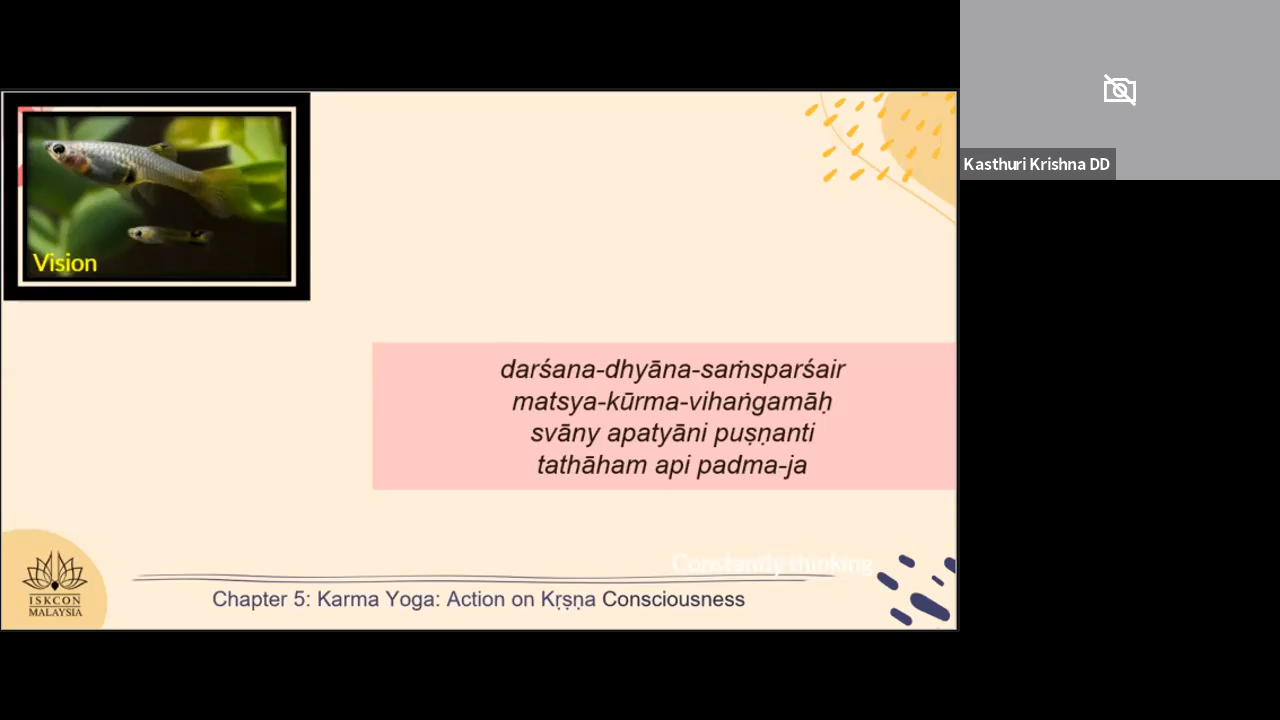 Vision
darśana-dhyāna-saṁsparśair
matsya-kūrma-vihaṅgamāḥ
svāny apatyāni puṣṇanti
tathāham api padma-ja
Constantly thinking
Chapter 5: Karma Yoga: Action on Kṛṣṇa Consciousness
ISKCON
MALAYSIA
Kasthuri Krishna DD